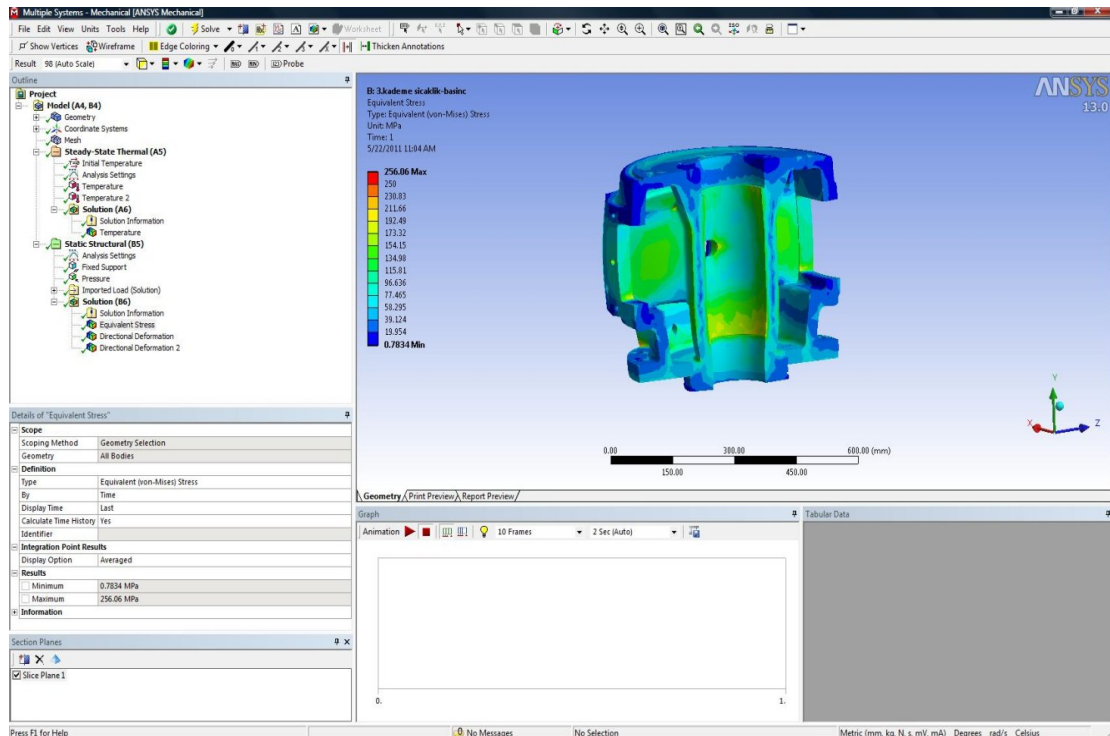 Multiple Systems - Mechanical [ANSYS Mechanical]
File Edit View Units Tools Help Solve Worksheet
Show Vertices Wireframe Edge Coloring Thicken Annotations
Result 98 (Auto Scale) Probe
Outline
Project
Model (A4, B4)
Geometry
Coordinate Systems
Mesh
Steady-State Thermal (A5)
Initial Temperature
Analysis Settings
Temperature
Temperature 2
Solution (A6)
Solution Information
Temperature
Static Structural (B5)
Analysis Settings
Fixed Support
Pressure
Imported Load (Solution)
Solution (B6)
Solution Information
Equivalent Stress
Directional Deformation
Directional Deformation 2
B: 3.kademe sicaklik-basinc
Equivalent Stress
Type: Equivalent (von-Mises) Stress
Unit: MPa
Time: 1
5/22/2011 11:04 AM
256.06 Max
250
230.83
211.66
192.49
173.32
154.15
134.98
115.81
96.636
77.465
58.295
39.124
19.954
0.7834 Min
ANSYS
13.0
Y
X
Z
0.00 300.00 600.00 (mm)
150.00 450.00
Geometry Print Preview Report Preview
Details of "Equivalent Stress"
Scope
Scoping Method Geometry Selection
Geometry All Bodies
Definition
Type Equivalent (von-Mises) Stress
By Time
Display Time Last
Calculate Time History Yes
Identifier
Integration Point Results
Display Option Averaged
Results
Minimum 0.7834 MPa
Maximum 256.06 MPa
Information
Graph
Animation 10 Frames 2 Sec (Auto)
0. 1.
Tabular Data
Section Planes
Slice Plane 1
Press F1 for Help 0 No Messages No Selection Metric (mm, kg, N, s, mV, mA) Degrees rad/s Celsius